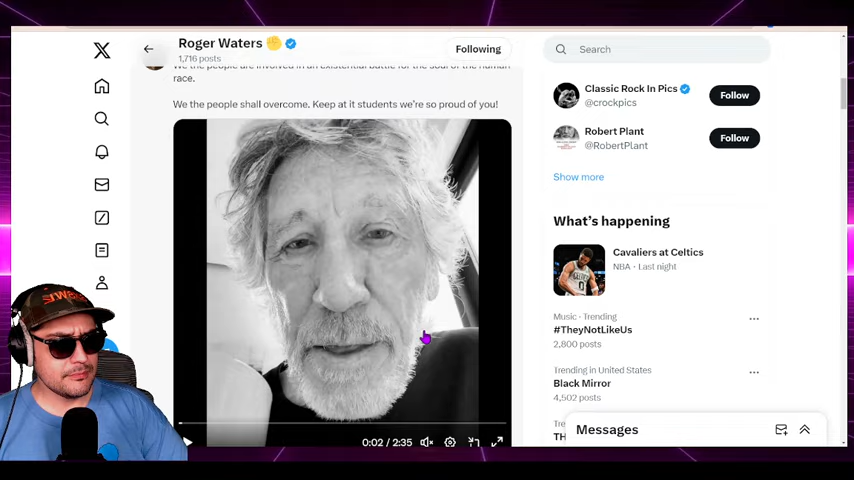 Roger Waters
1,716 posts
Following
Search
We the people are involved in an existential battle for the soul of the human
race.
We the people shall overcome. Keep at it students we're so proud of you!
0:02 / 2:35
Classic Rock In Pics
@crockpics
Follow
Robert Plant
@RobertPlant
Follow
Show more
What's happening
Cavaliers at Celtics
NBA · Last night
Music · Trending
#TheyNotLikeUs
2,800 posts
Trending in United States
Black Mirror
4,502 posts
Messages